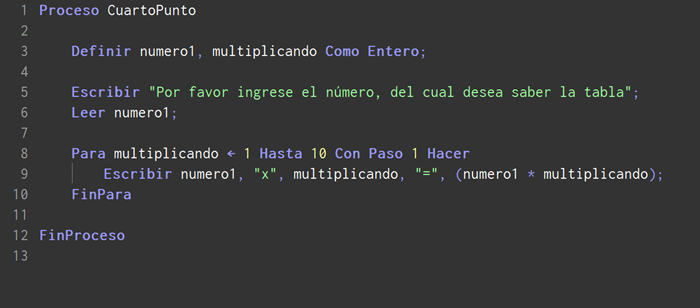 1 Proceso CuartoPunto
2
3 Definir numero1, multiplicando Como Entero;
4
5 Escribir "Por favor ingrese el número, del cual desea saber la tabla";
6 Leer numero1;
7
8 Para multiplicando ← 1 Hasta 10 Con Paso 1 Hacer
9 Escribir numero1, "x", multiplicando, "=", (numero1 * multiplicando);
10 FinPara
11
12 FinProceso
13